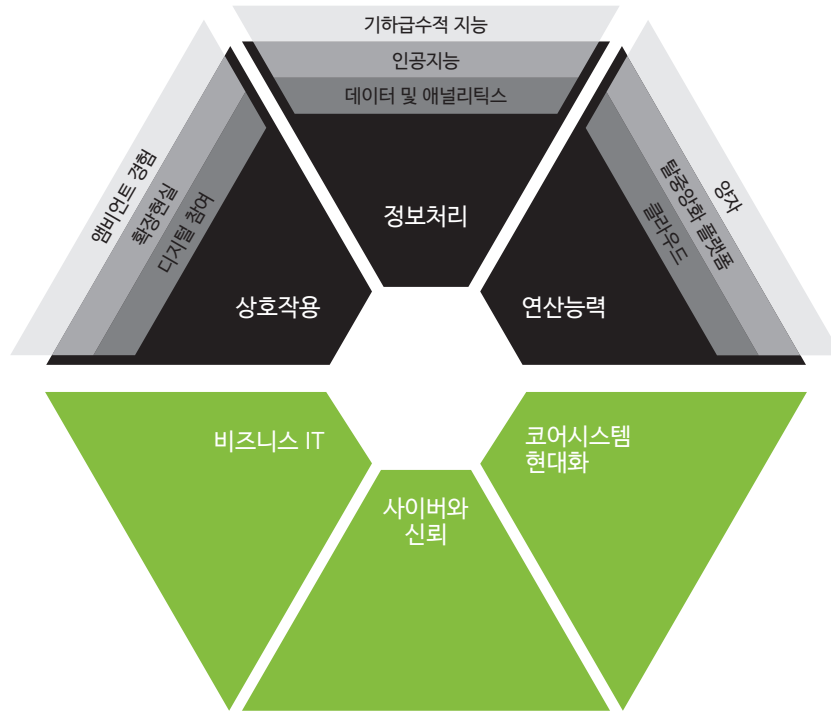 기하급수적 지능
인공지능
데이터 및 애널리틱스
정보처리
앰비언트 경험
확장현실
디지털 참여
상호작용
양자
탈중앙화 플랫폼
클라우드
연산능력
비즈니스 IT
코어시스템
현대화
사이버와
신뢰